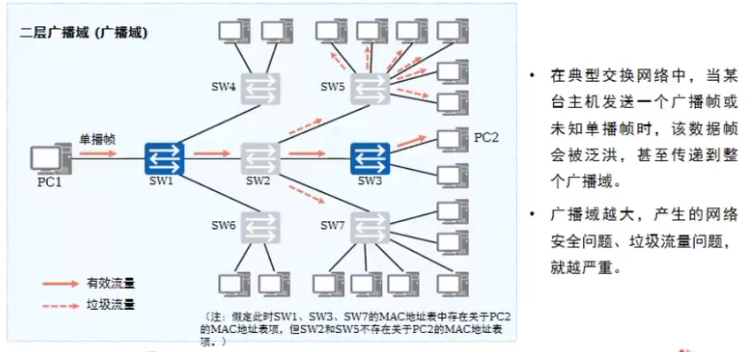 二层广播域 (广播域)
SW4
SW5
单播帧
PC1
SW1
SW2
SW3
PC2
SW6
SW7
有效流量
垃圾流量
（注：假定此时SW1、SW3、SW7的MAC地址表中存在关于PC2
的MAC地址表项，但SW2和SW5不存在关于PC2的MAC地址表
项。）
• 在典型交换网络中，当某
台主机发送一个广播帧或
未知单播帧时，该数据帧
会被泛洪，甚至传递到整
个广播域。
• 广播域越大，产生的网络
安全问题、垃圾流量问题，
就越严重。